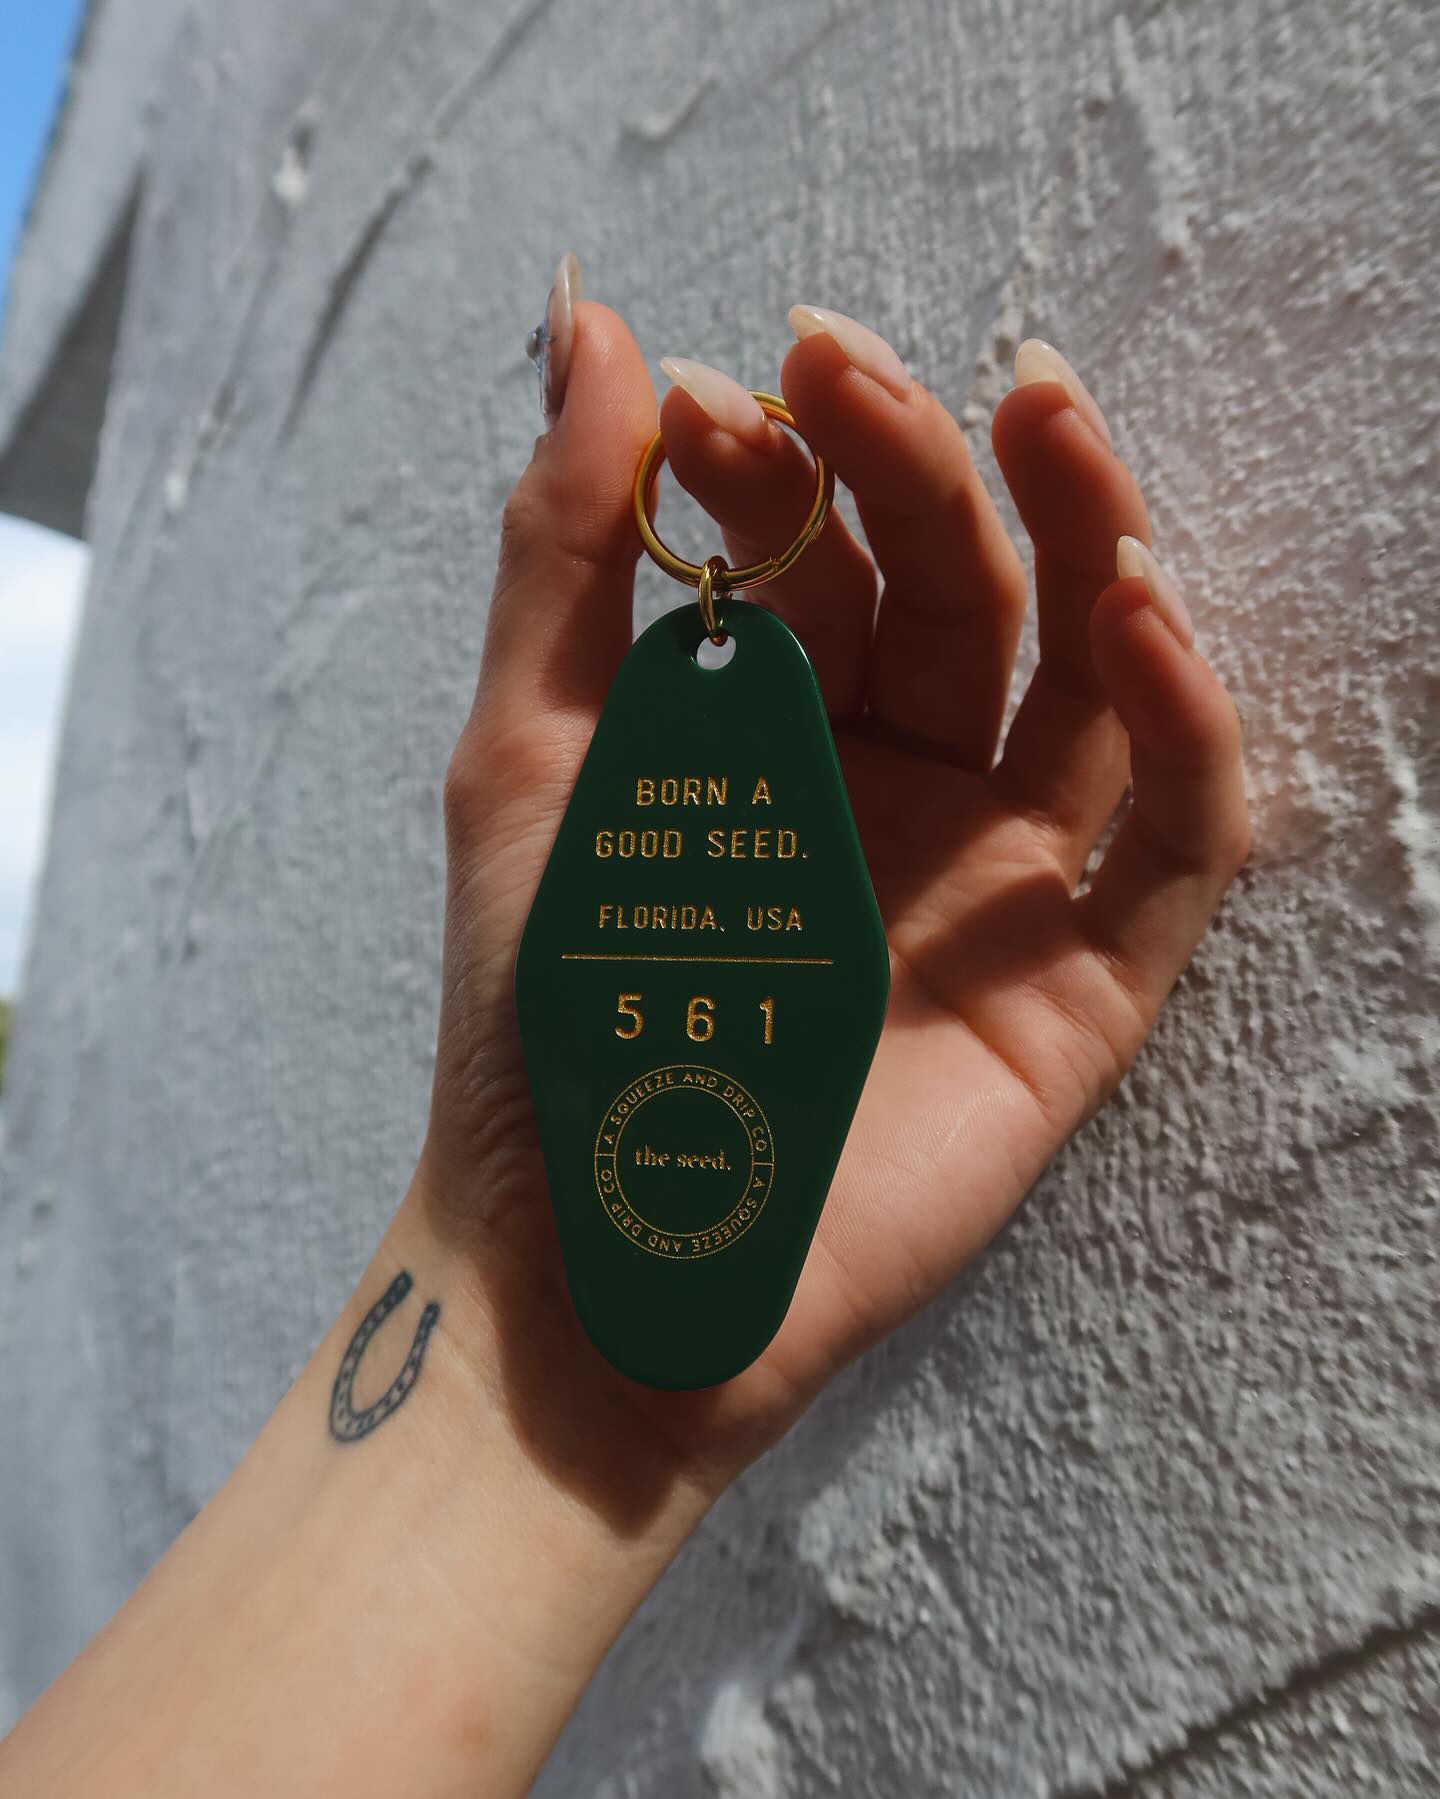 BORN A
GOOD SEED.
FLORIDA, USA
5 6 1
A SQUEEZE AND DRIP CO | A SQUEEZE AND DRIP CO |
the seed.